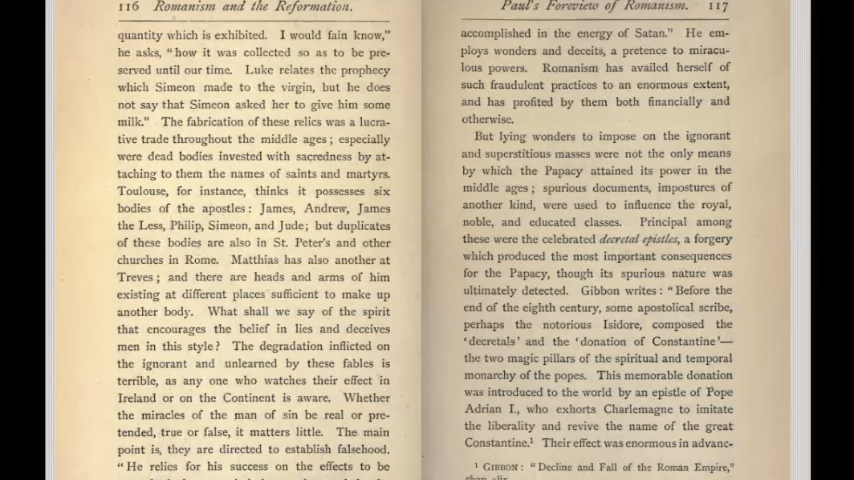 116 Romanism and the Reformation.
quantity which is exhibited. I would fain know,"
he asks, "how it was collected so as to be pre-
served until our time. Luke relates the prophecy
which Simeon made to the virgin, but he does
not say that Simeon asked her to give him some
milk." The fabrication of these relics was a lucra-
tive trade throughout the middle ages; especially
were dead bodies invested with sacredness by at-
taching to them the names of saints and martyrs.
Toulouse, for instance, thinks it possesses six
bodies of the apostles: James, Andrew, James
the Less, Philip, Simeon, and Jude; but duplicates
of these bodies are also in St. Peter's and other
churches in Rome. Matthias has also another at
Treves; and there are heads and arms of him
existing at different places sufficient to make up
another body. What shall we say of the spirit
that encourages the belief in lies and deceives
men in this style? The degradation inflicted on
the ignorant and unlearned by these fables is
terrible, as any one who watches their effect in
Ireland or on the Continent is aware. Whether
the miracles of the man of sin be real or pre-
tended, true or false, it matters little. The main
point is, they are directed to establish falsehood.
"He relies for his success on the effects to be
Paul's Foreview of Romanism. 117
accomplished in the energy of Satan." He em-
ploys wonders and deceits, a pretence to miracu-
lous powers. Romanism has availed herself of
such fraudulent practices to an enormous extent,
and has profited by them both financially and
otherwise.
But lying wonders to impose on the ignorant
and superstitious masses were not the only means
by which the Papacy attained its power in the
middle ages; spurious documents, impostures of
another kind, were used to influence the royal,
noble, and educated classes. Principal among
these were the celebrated decretal epistles, a forgery
which produced the most important consequences
for the Papacy, though its spurious nature was
ultimately detected. Gibbon writes: "Before the
end of the eighth century, some apostolical scribe,
perhaps the notorious Isidore, composed the
'decretals' and the 'donation of Constantine'—
the two magic pillars of the spiritual and temporal
monarchy of the popes. This memorable donation
was introduced to the world by an epistle of Pope
Adrian I., who exhorts Charlemagne to imitate
the liberality and revive the name of the great
Constantine.¹ Their effect was enormous in advanc-
¹ GIBBON: "Decline and Fall of the Roman Empire,"